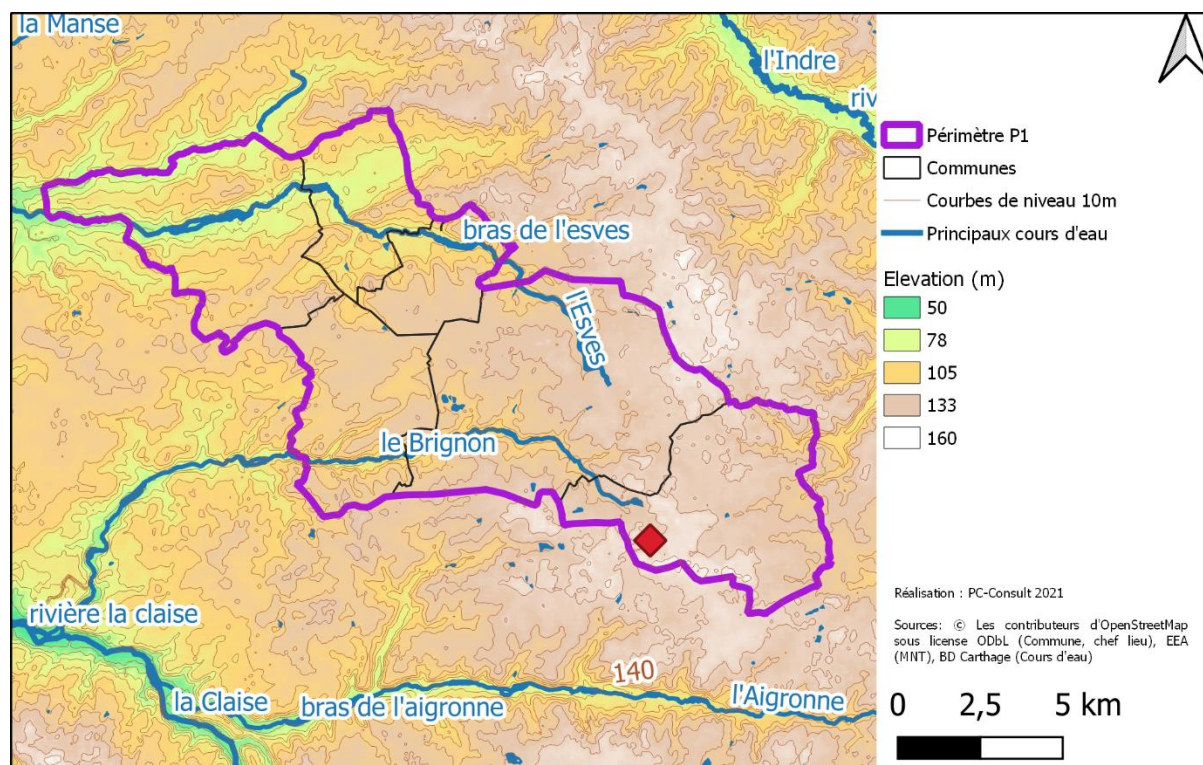 la Manse
l'Indre
riv
bras de l'esves
l'Esves
le Brignon
rivière la claise
la Claise
bras de l'aigronne
140
l'Aigronne
Périmètre P1
Communes
Courbes de niveau 10m
Principaux cours d'eau
Elevation (m)
50
78
105
133
160
Réalisation : PC-Consult 2021
Sources: © Les contributeurs d'OpenStreetMap
sous license ODbL (Commune, chef lieu), EEA
(MNT), BD Carthage (Cours d'eau)
0 2,5 5 km